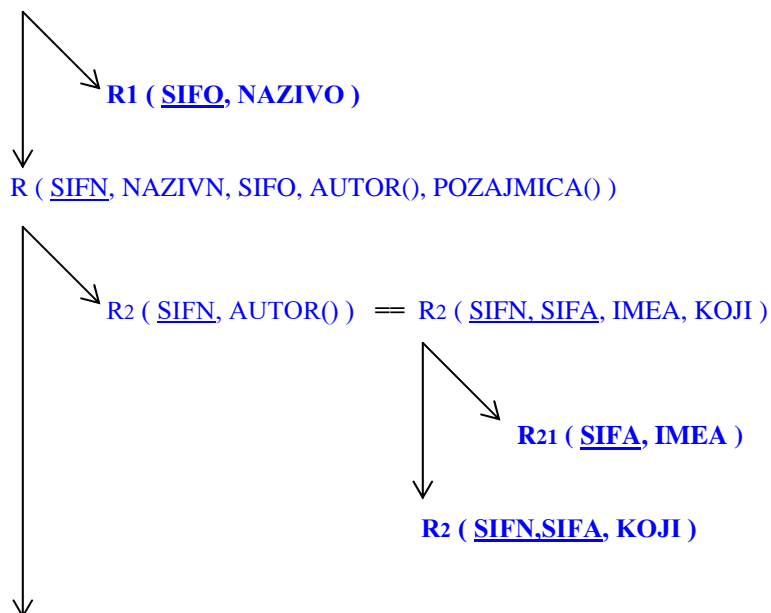 R1 ( SIFO, NAZIVO )
R ( SIFN, NAZIVN, SIFO, AUTOR(), POZAJMICA() )
R2 ( SIFN, AUTOR() ) == R2 ( SIFN, SIFA, IMEA, KOJI )
R21 ( SIFA, IMEA )
R2 ( SIFN,SIFA, KOJI )